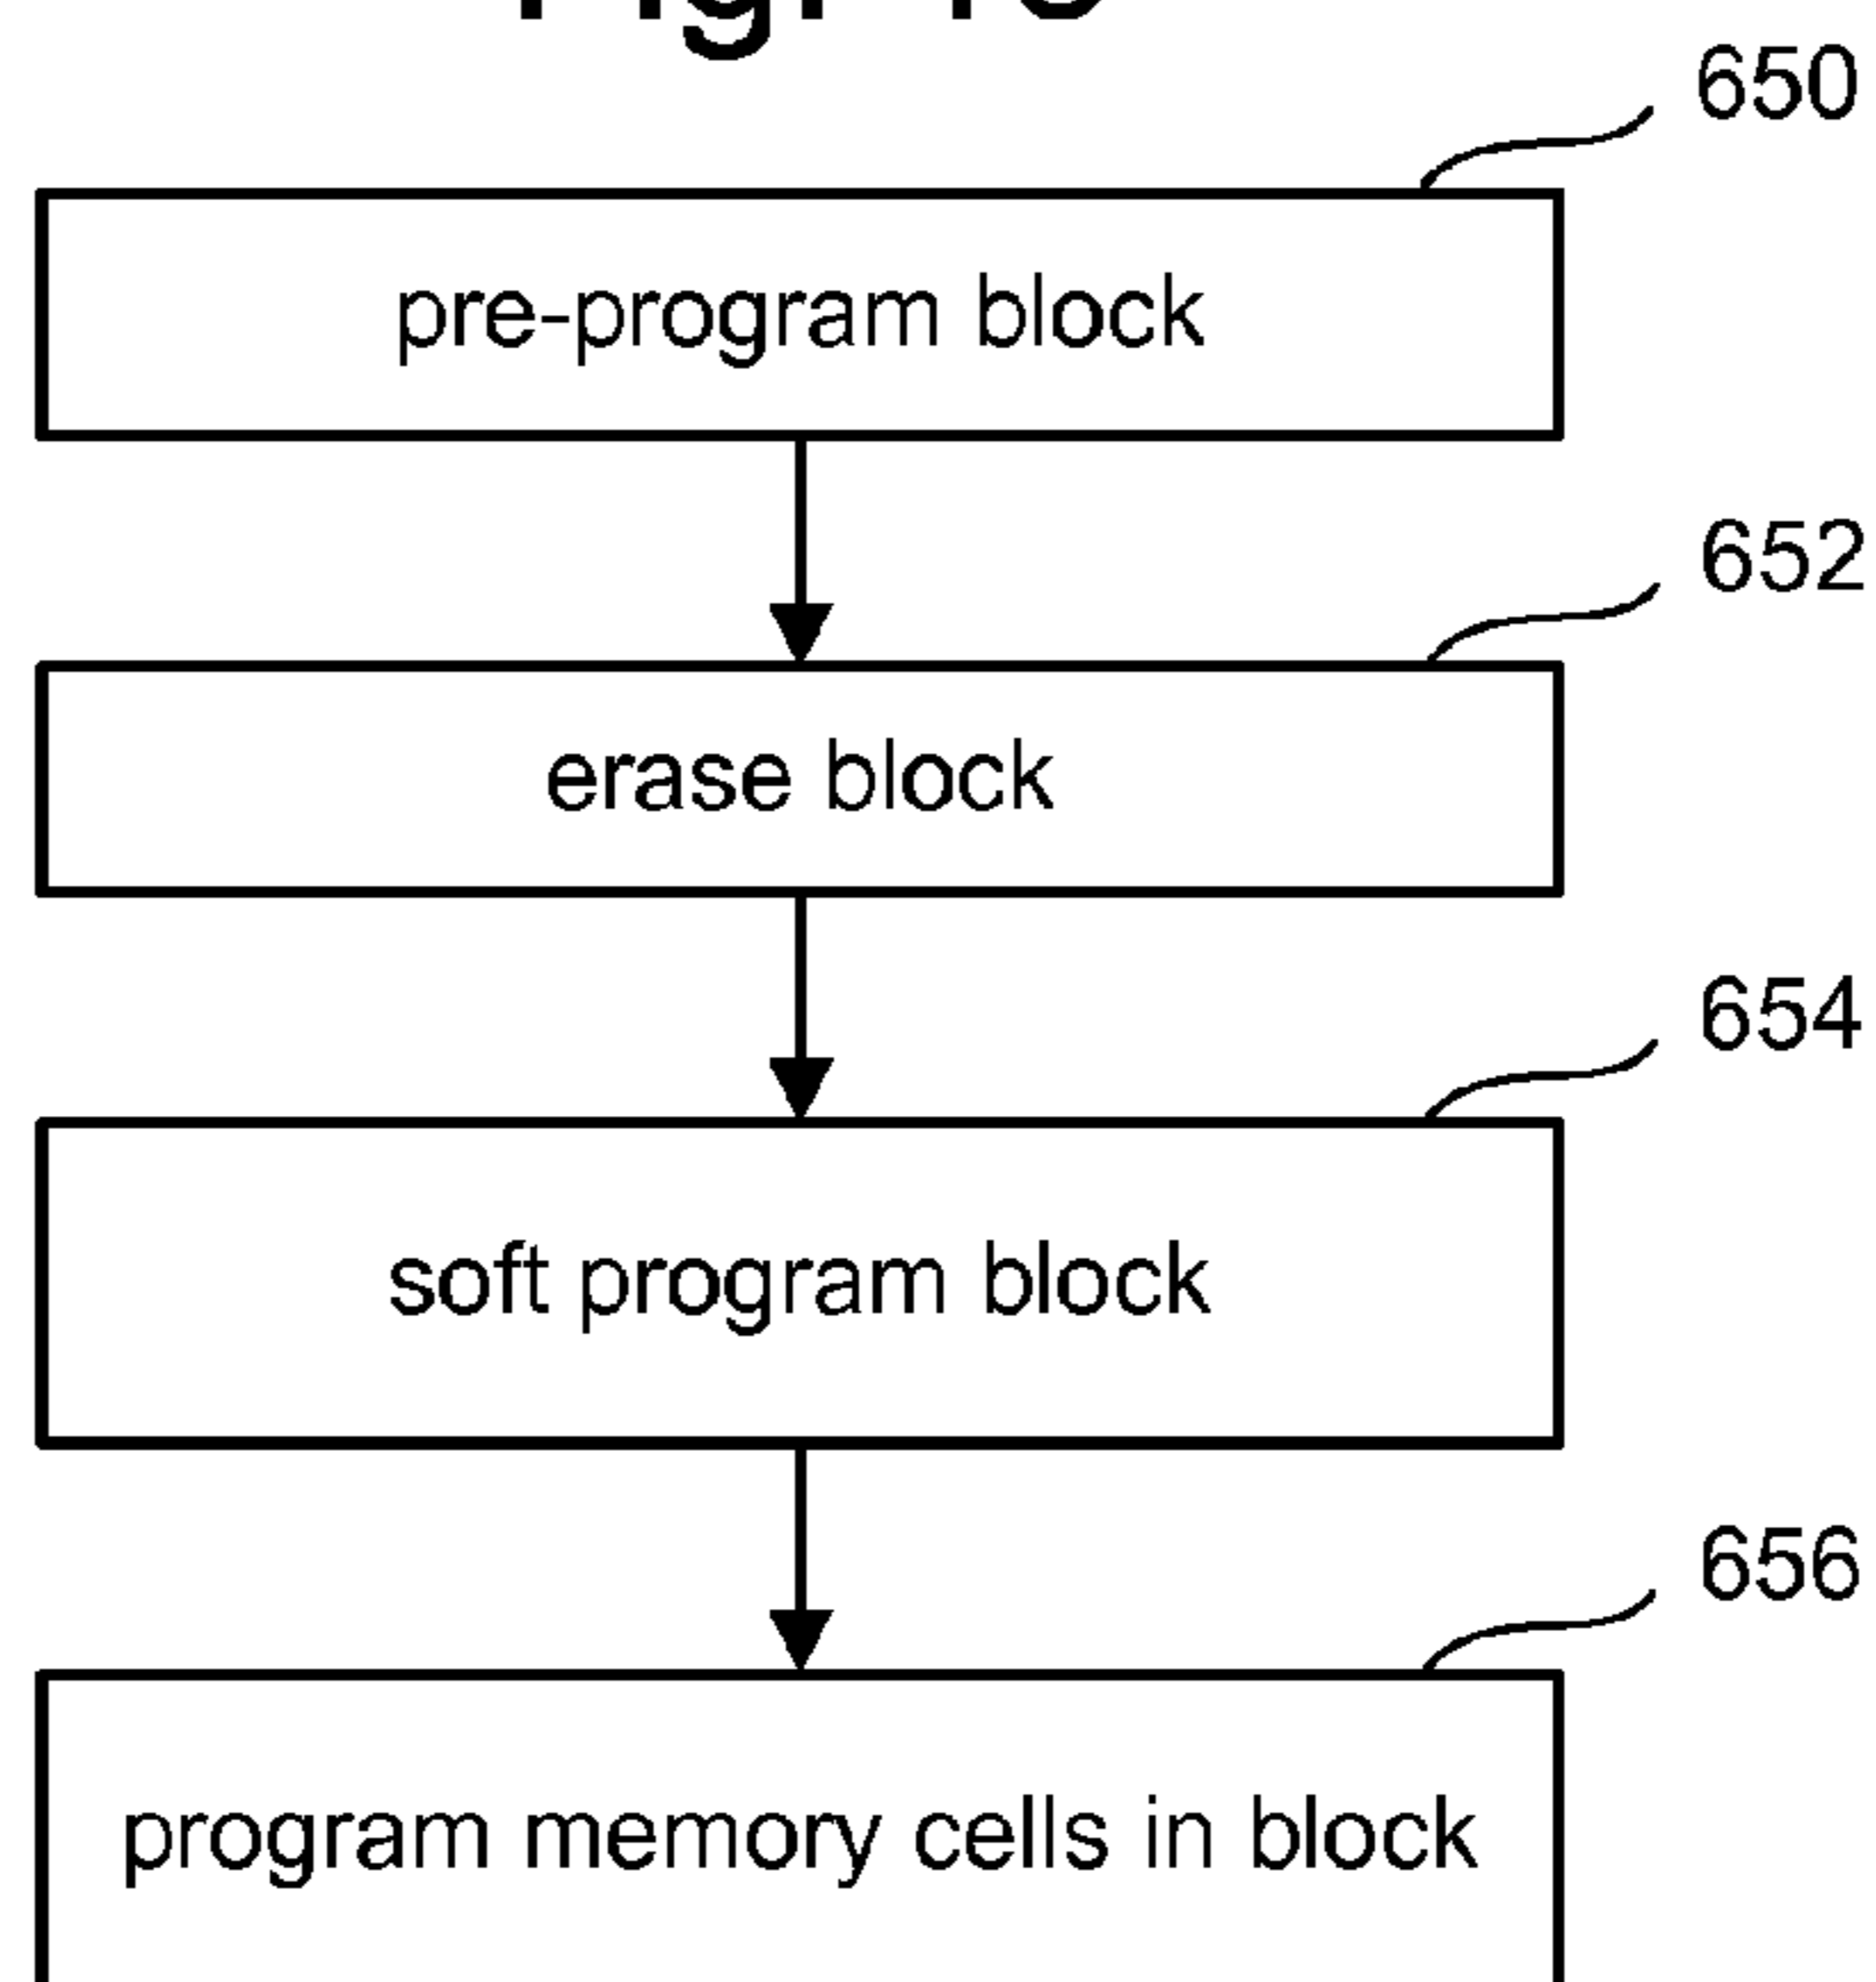 650
pre-program block
652
erase block
654
soft program block
656
program memory cells in block